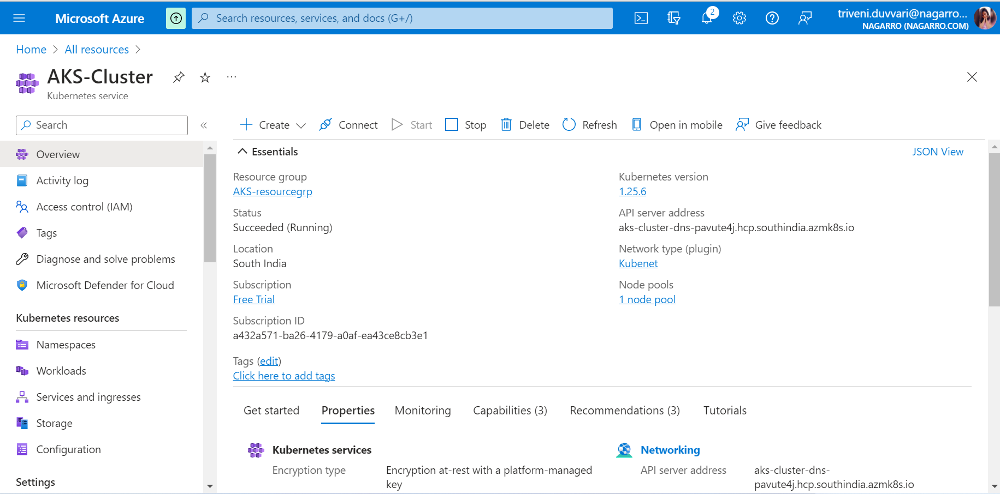 Microsoft Azure
Search resources, services, and docs (G+/)
2
triveni.duvvari@nagarro...
NAGARRO (NAGARRO.COM)
Home > All resources >
AKS-Cluster
...
Kubernetes service
Search
«
Create
Connect
Start
Stop
Delete
Refresh
Open in mobile
Give feedback
Overview
Activity log
Access control (IAM)
Tags
Diagnose and solve problems
Microsoft Defender for Cloud
Kubernetes resources
Namespaces
Workloads
Services and ingresses
Storage
Configuration
Settings
Essentials
JSON View
Resource group
AKS-resourcegrp
Status
Succeeded (Running)
Location
South India
Subscription
Free Trial
Subscription ID
a432a571-ba26-4179-a0af-ea43ce8cb3e1
Tags (edit)
Click here to add tags
Kubernetes version
1.25.6
API server address
aks-cluster-dns-pavute4j.hcp.southindia.azmk8s.io
Network type (plugin)
Kubenet
Node pools
1 node pool
Get started
Properties
Monitoring
Capabilities (3)
Recommendations (3)
Tutorials
Kubernetes services
Encryption type
Encryption at-rest with a platform-managed
key
Networking
API server address
aks-cluster-dns-
pavute4j.hcp.southindia.azmk8s.io